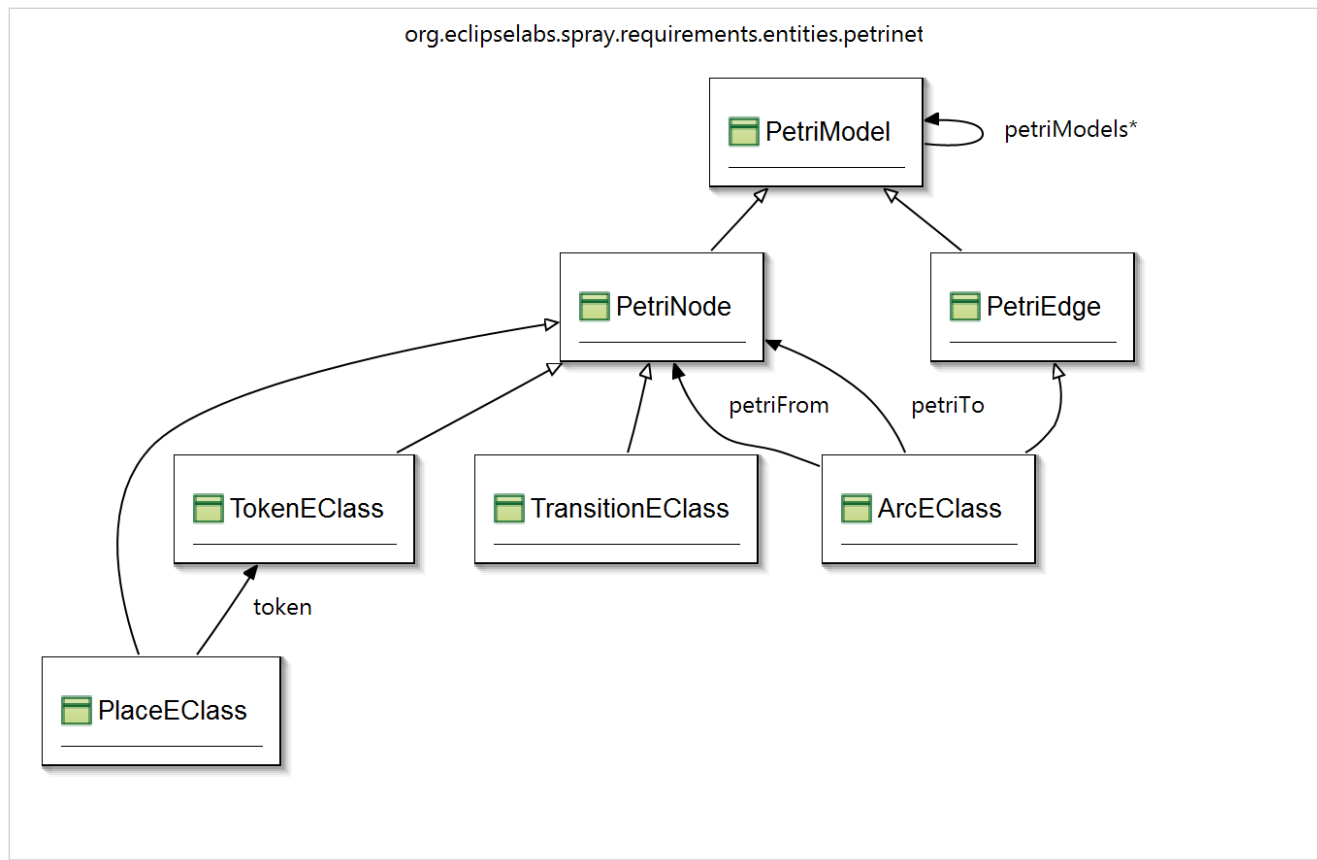 org.eclipselabs.spray.requirements.entities.petrinet
PetriModel
petriModels*
PetriNode
PetriEdge
petriFrom
petriTo
TokenEClass
TransitionEClass
ArcEClass
token
PlaceEClass